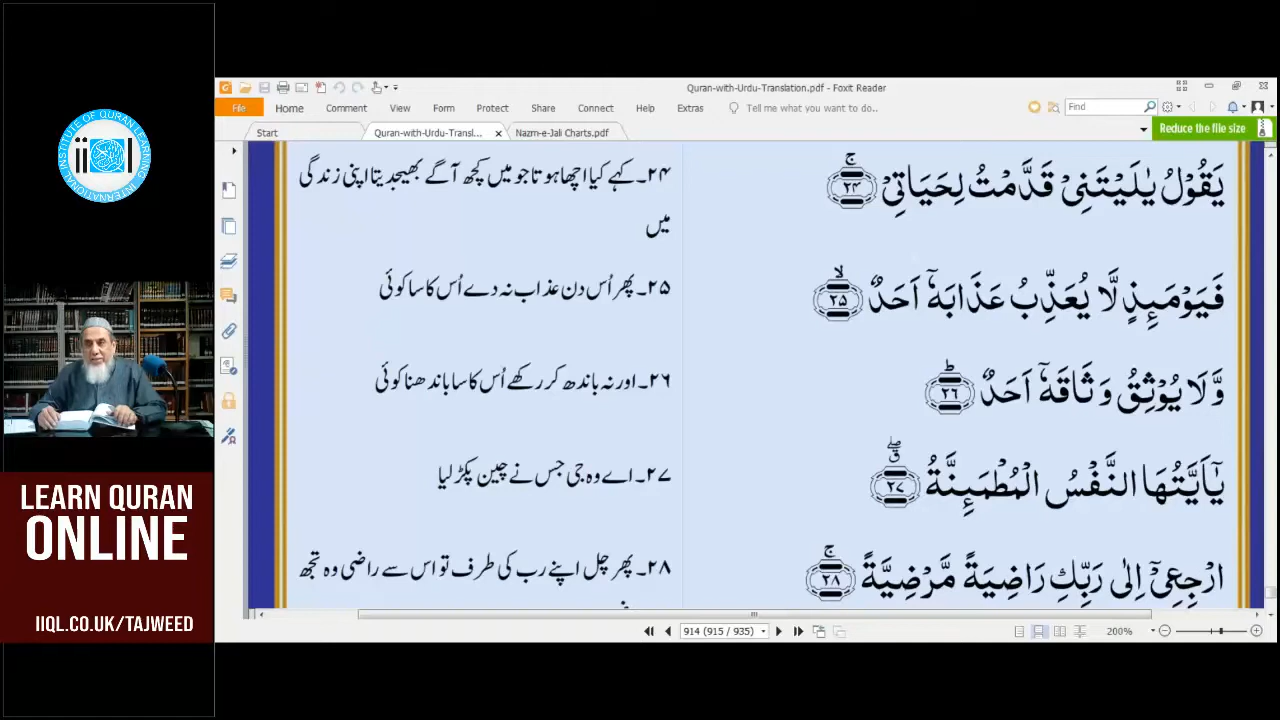 INTERNATIONAL INSTITUTE OF QURAN LEARNING
Quran-with-Urdu-Translation.pdf - Foxit Reader
File Home Comment View Form Protect Share Connect Help Extras Tell me what you want to do.. Find
Start Quran-with-Urdu-Transl... Nazm-e-Jali Charts.pdf Reduce the file size
یَقُوْلُ یٰلَیْتَنِیْ قَدَّمْتُ لِحَیَاتِیْ ۚ۲۴
۲۴۔ کہے کیا اچھا ہوتا جو میں کچھ آگے بھیجدیتا اپنی زندگی
میں
فَیَوْمَىِٕذٍ لَّا یُعَذِّبُ عَذَابَهٗۤ اَحَدٌ ۙ۲۵
۲۵۔ پھر اُس دن عذاب نہ دے اُس کا سا کوئی
وَّلَا یُوْثِقُ وَثَاقَهٗۤ اَحَدٌ ؕ۲۶
۲۶۔ اور نہ باندھ کر رکھے اُس کا سا باندھنا کوئی
یٰۤاَیَّتُهَا النَّفْسُ الْمُطْمَىِٕنَّةُ ۗۖ۲۷
۲۷۔ اے وہ جی جس نے چین پکڑ لیا
ارْجِعِیْۤ اِلٰی رَبِّكِ رَاضِیَةً مَّرْضِیَّةً ۚ۲۸
۲۸۔ پھر چل اپنے رب کی طرف تو اس سے راضی وہ تجھ
914 (915 / 935) 200%
LEARN QURAN
ONLINE
IIQL.CO.UK/TAJWEED